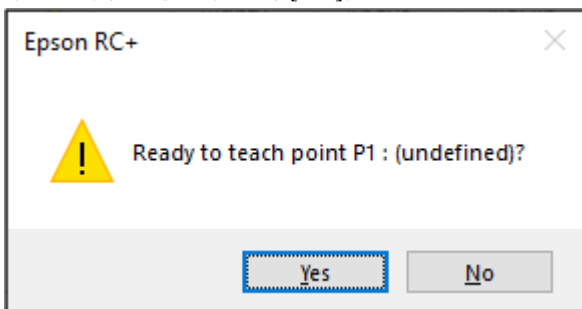 Epson RC+
Ready to teach point P1 : (undefined)?
Yes
No